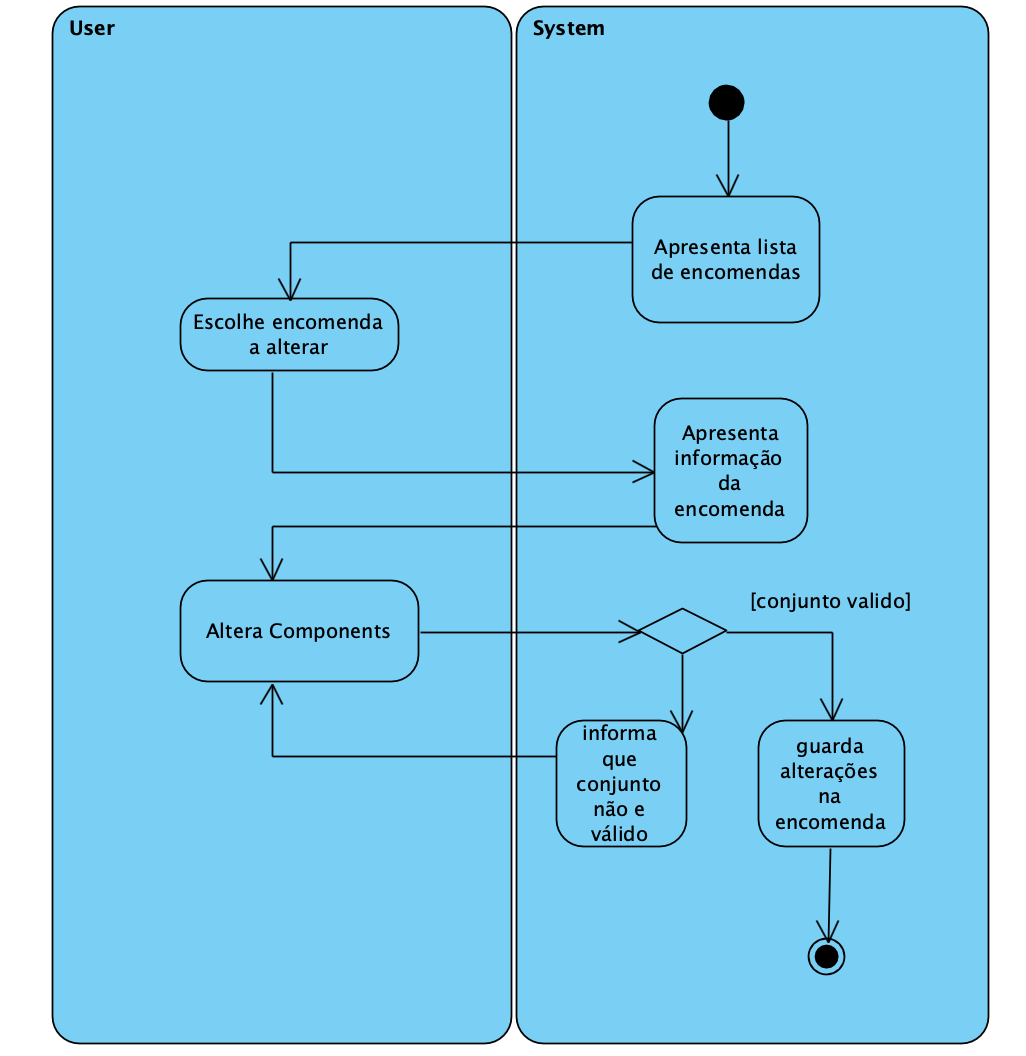 User
System
Apresenta lista
de encomendas
Escolhe encomenda
a alterar
Apresenta
informação
da
encomenda
Altera Components
[conjunto valido]
informa
que
conjunto
não e
válido
guarda
alterações
na
encomenda